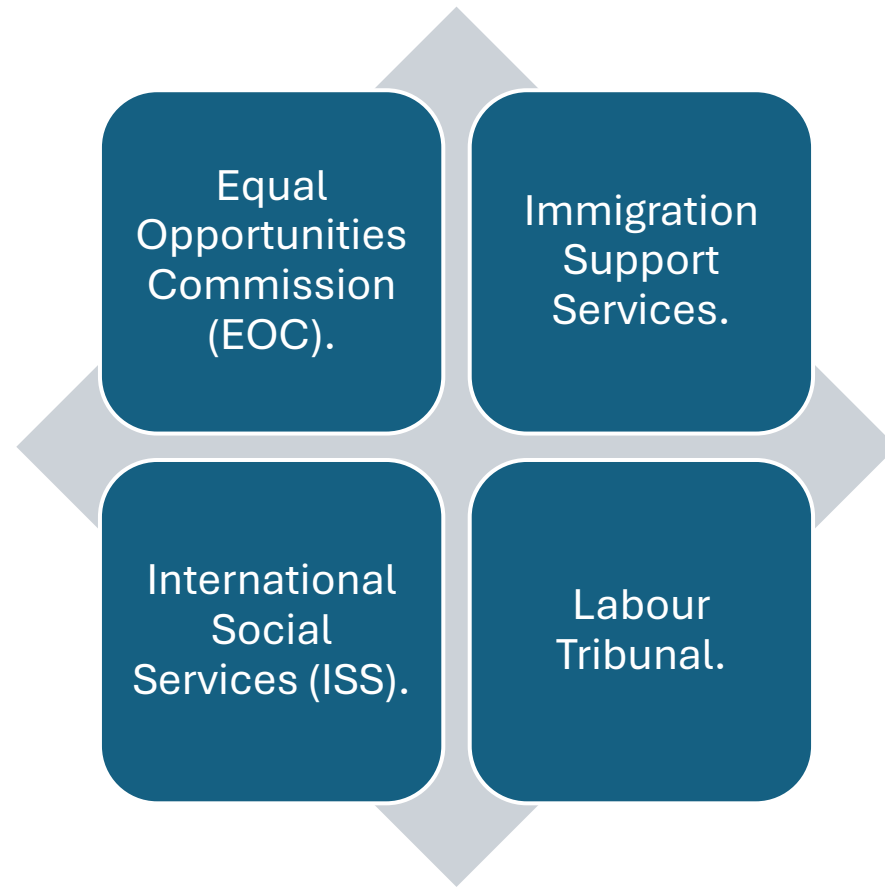 Equal
Opportunities
Commission
(EOC).
Immigration
Support
Services.
International
Social
Services (ISS).
Labour
Tribunal.